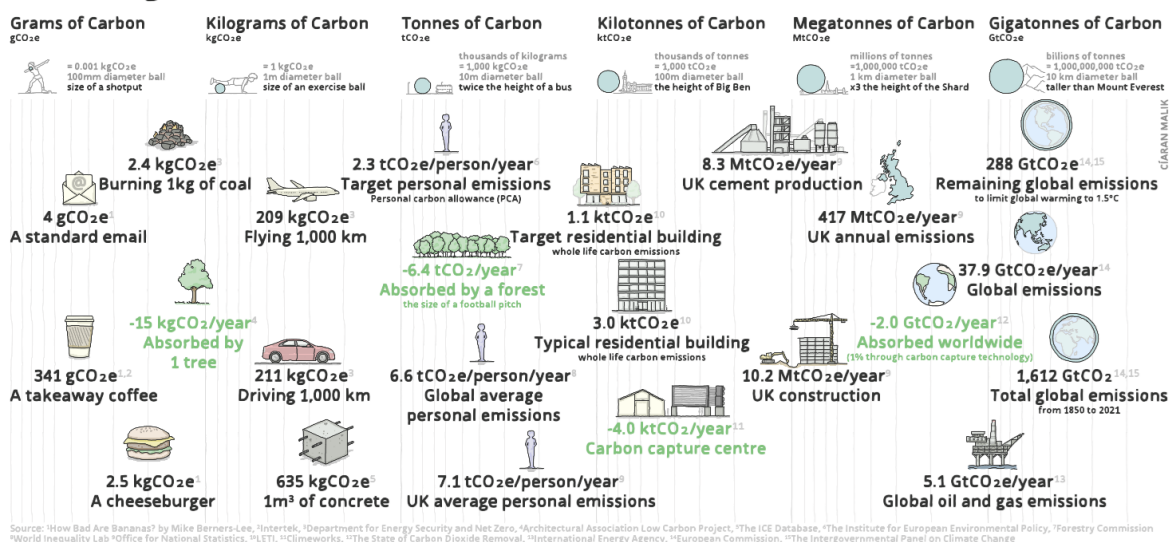 Grams of Carbon
gCO₂e
= 0.001 kgCO₂e
100mm diameter ball
size of a shotput
Kilograms of Carbon
kgCO₂e
= 1 kgCO₂e
1m diameter ball
size of an exercise ball
Tonnes of Carbon
tCO₂e
thousands of kilograms
= 1,000 kgCO₂e
10m diameter ball
twice the height of a bus
Kilotonnes of Carbon
ktCO₂e
thousands of tonnes
= 1,000 tCO₂e
100m diameter ball
the height of Big Ben
Megatonnes of Carbon
MtCO₂e
millions of tonnes
=1,000,000 tCO₂e
1 km diameter ball
x3 the height of the Shard
Gigatonnes of Carbon
GtCO₂e
billions of tonnes
= 1,000,000,000 tCO₂e
10 km diameter ball
taller than Mount Everest
CÍARAN MALIK
2.4 kgCO₂e³
Burning 1kg of coal
4 gCO₂e¹
A standard email
-15 kgCO₂/year⁴
Absorbed by
1 tree
341 gCO₂e¹,²
A takeaway coffee
2.5 kgCO₂e¹
A cheeseburger
209 kgCO₂e³
Flying 1,000 km
211 kgCO₂e³
Driving 1,000 km
635 kgCO₂e⁵
1m³ of concrete
2.3 tCO₂e/person/year⁶
Target personal emissions
Personal carbon allowance (PCA)
-6.4 tCO₂/year⁷
Absorbed by a forest
the size of a football pitch
6.6 tCO₂e/person/year⁸
Global average
personal emissions
7.1 tCO₂e/person/year⁹
UK average personal emissions
1.1 ktCO₂e¹⁰
Target residential building
whole life carbon emissions
3.0 ktCO₂e¹⁰
Typical residential building
whole life carbon emissions
-4.0 ktCO₂/year¹¹
Carbon capture centre
8.3 MtCO₂e/year⁹
UK cement production
417 MtCO₂e/year⁹
UK annual emissions
10.2 MtCO₂e/year⁹
UK construction
288 GtCO₂e¹⁴,¹⁵
Remaining global emissions
to limit global warming to 1.5°C
37.9 GtCO₂e/year¹⁴
Global emissions
-2.0 GtCO₂/year¹²
Absorbed worldwide
(1% through carbon capture technology)
1,612 GtCO₂¹⁴,¹⁵
Total global emissions
from 1850 to 2021
5.1 GtCO₂e/year¹³
Global oil and gas emissions
Source: ¹How Bad Are Bananas? by Mike Berners-Lee, ²Intertek, ³Department for Energy Security and Net Zero, ⁴Architectural Association Low Carbon Project, ⁵The ICE Database, ⁶The Institute for European Environmental Policy, ⁷Forestry Commission
⁸World Inequality Lab ⁹Office for National Statistics, ¹⁰LETI, ¹¹Climeworks, ¹²The State of Carbon Dioxide Removal, ¹³International Energy Agency, ¹⁴European Commission, ¹⁵The Intergovernmental Panel on Climate Change